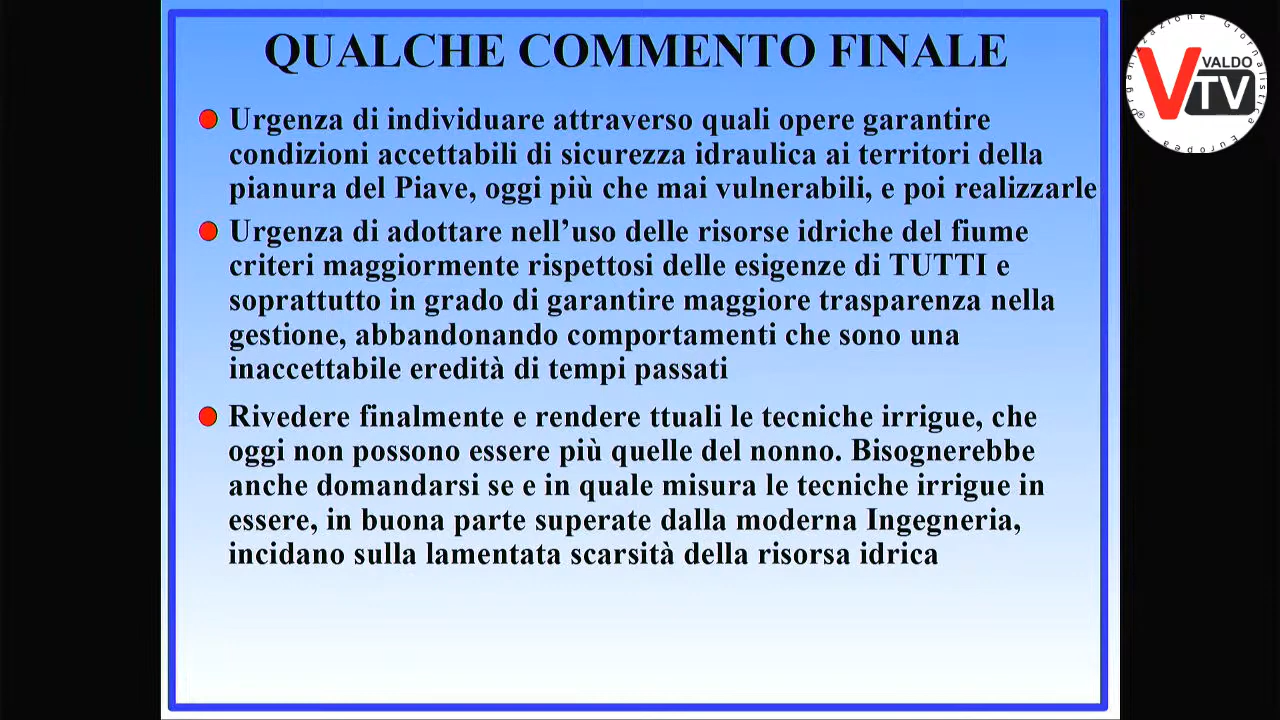 QUALCHE COMMENTO FINALE
Urgenza di individuare attraverso quali opere garantire
condizioni accettabili di sicurezza idraulica ai territori della
pianura del Piave, oggi più che mai vulnerabili, e poi realizzarle
Urgenza di adottare nell’uso delle risorse idriche del fiume
criteri maggiormente rispettosi delle esigenze di TUTTI e
soprattutto in grado di garantire maggiore trasparenza nella
gestione, abbandonando comportamenti che sono una
inaccettabile eredità di tempi passati
Rivedere finalmente e rendere ttuali le tecniche irrigue, che
oggi non possono essere più quelle del nonno. Bisognerebbe
anche domandarsi se e in quale misura le tecniche irrigue in
essere, in buona parte superate dalla moderna Ingegneria,
incidano sulla lamentata scarsità della risorsa idrica
VALDO
VTV
Organizzazione Giornalistica Europea ®